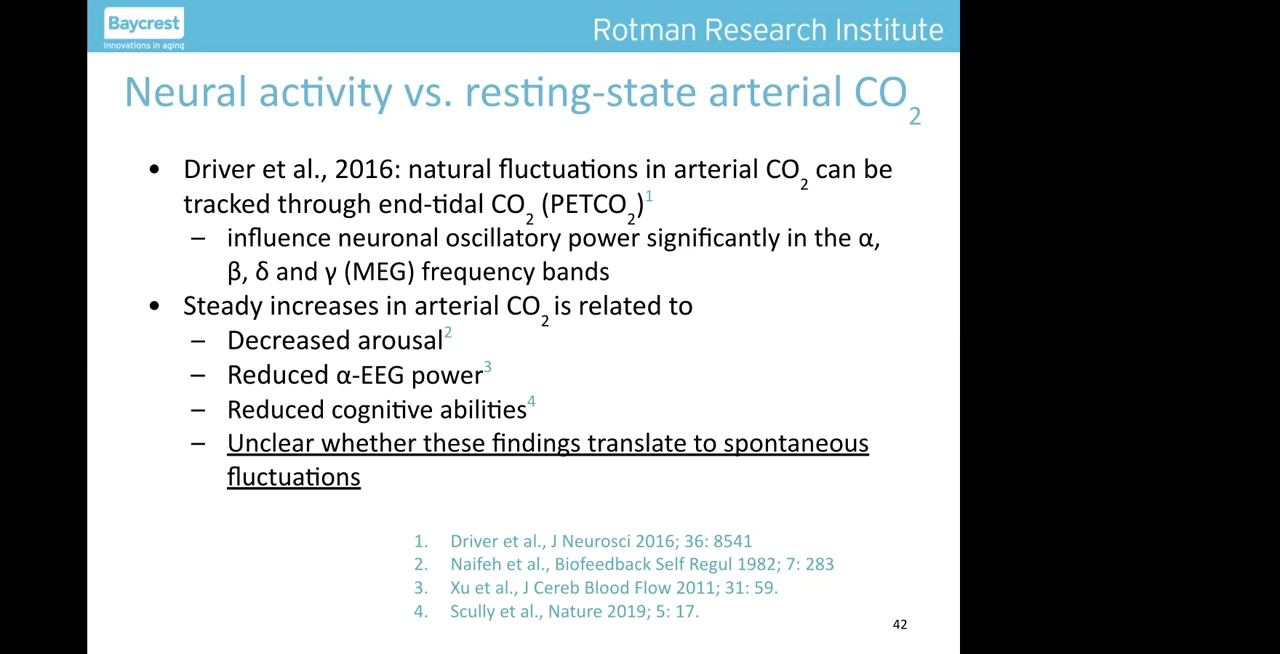 Baycrest
Innovations in aging
Rotman Research Institute
Neural activity vs. resting-state arterial CO₂
• Driver et al., 2016: natural fluctuations in arterial CO₂ can be
tracked through end-tidal CO₂ (PETCO₂)¹
– influence neuronal oscillatory power significantly in the α,
β, δ and γ (MEG) frequency bands
• Steady increases in arterial CO₂ is related to
– Decreased arousal²
– Reduced α-EEG power³
– Reduced cognitive abilities⁴
– Unclear whether these findings translate to spontaneous
fluctuations
1. Driver et al., J Neurosci 2016; 36: 8541
2. Naifeh et al., Biofeedback Self Regul 1982; 7: 283
3. Xu et al., J Cereb Blood Flow 2011; 31: 59.
4. Scully et al., Nature 2019; 5: 17.
42